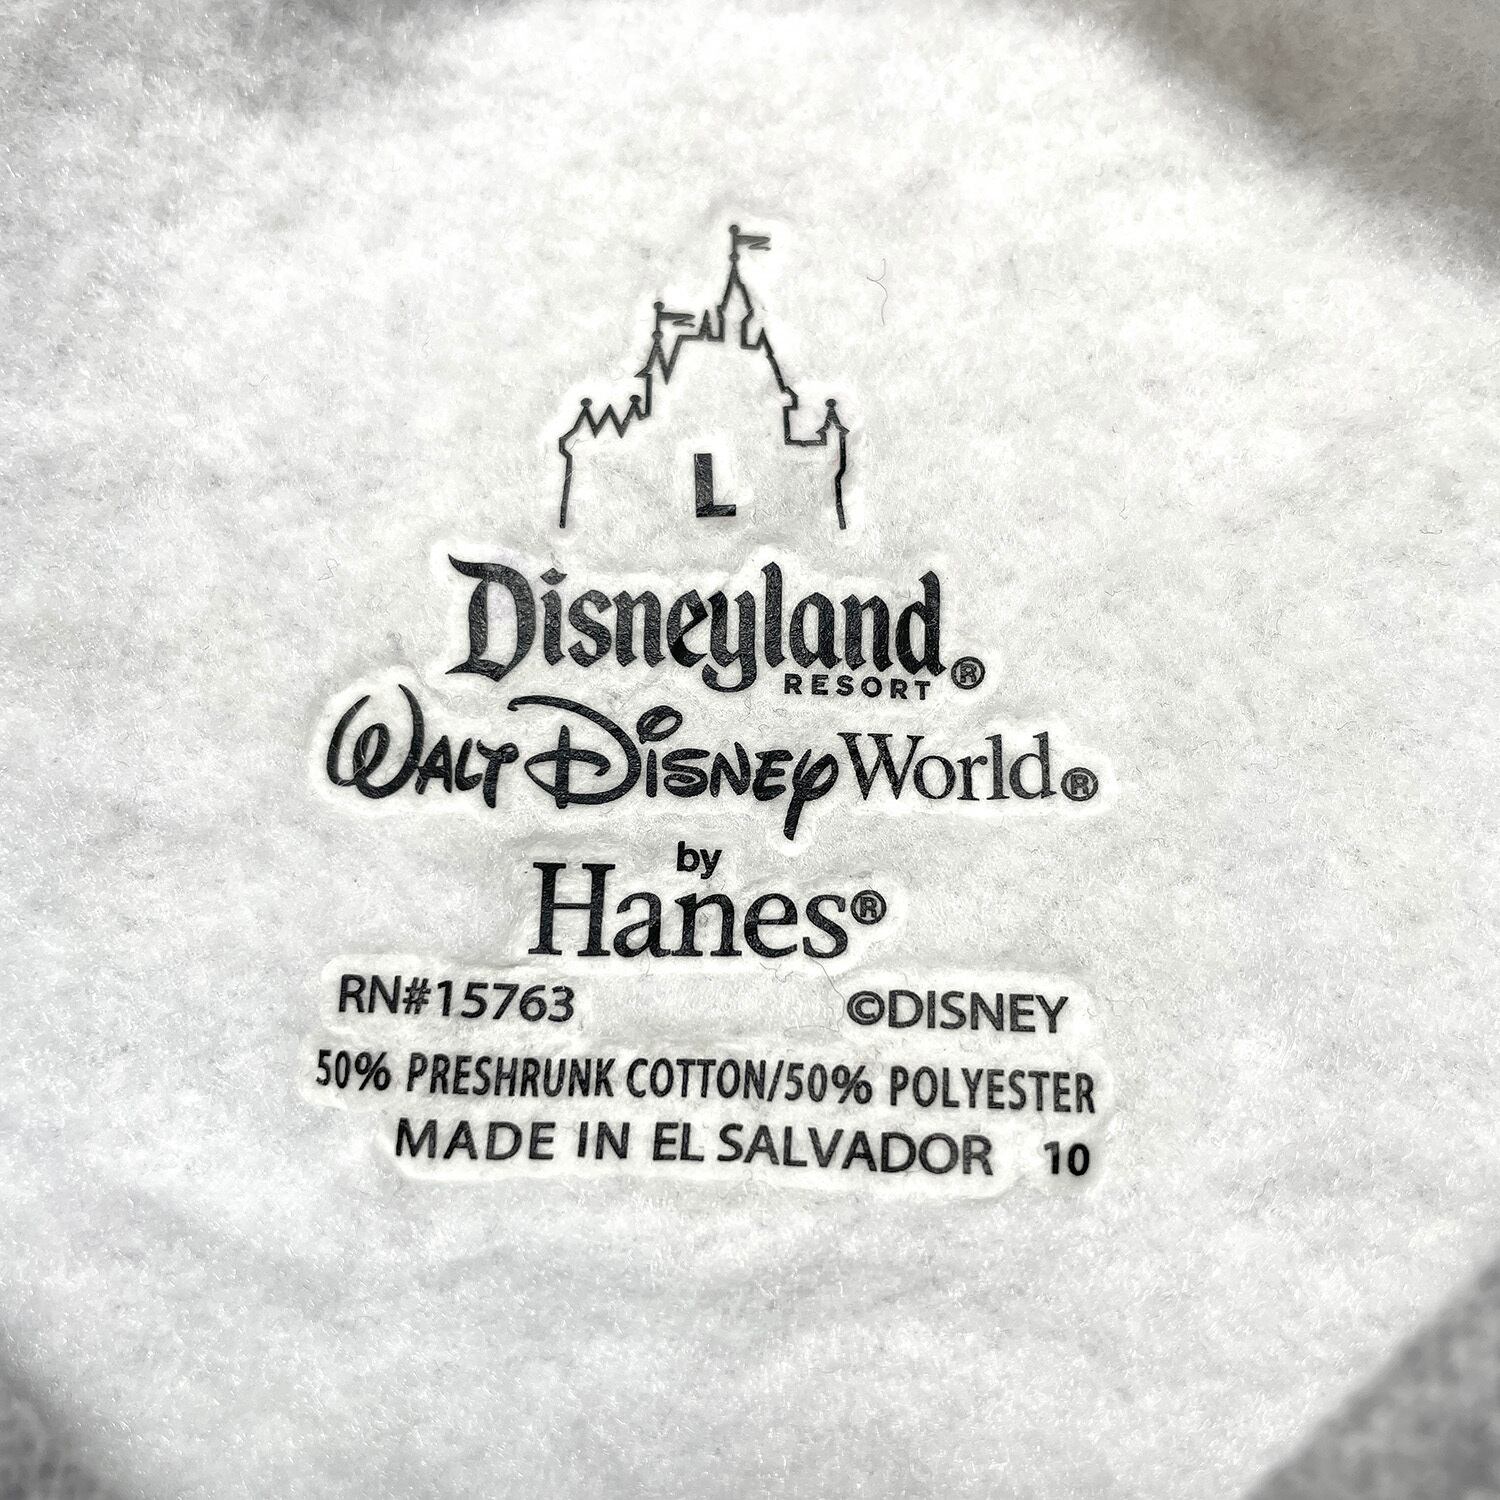 L
Disneyland®
RESORT
WALT DISNEY World®
by
Hanes®
RN#15763 ©DISNEY
50% PRESHRUNK COTTON/50% POLYESTER
MADE IN EL SALVADOR 10